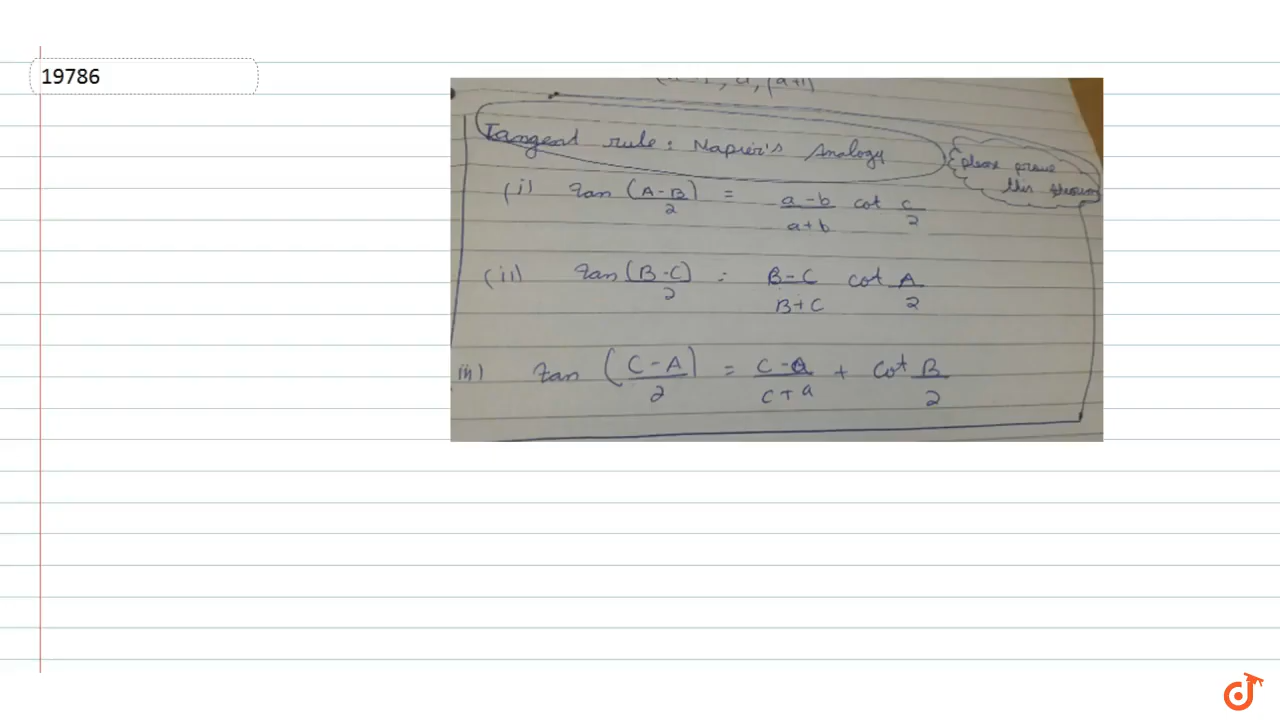 19786
, a, (a+1)
Tangent rule: Napier's Analogy
{please prove
this theorem
(i) tan (A-B)/2 = a-b/a+b cot c/2
(ii) tan (B-C)/2 = B-C/B+C cot A/2
iii) tan (C-A/2) = C-a/c+a + cot B/2